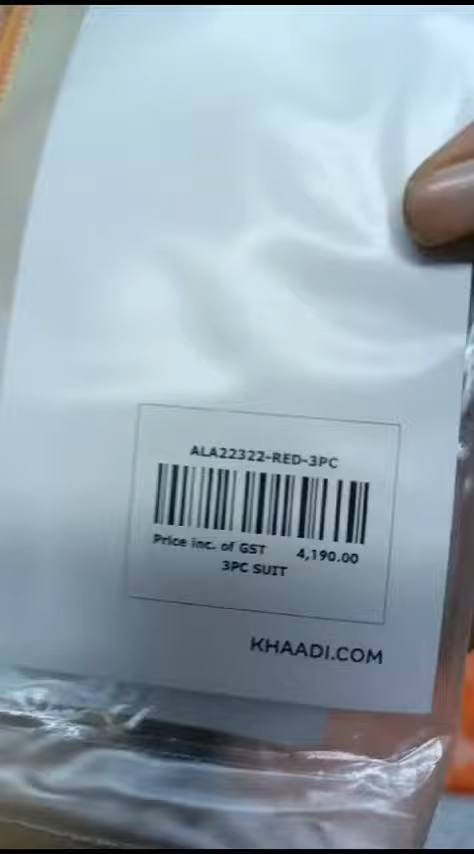 ALA22322-RED-3PC
Price inc. of GST 4,190.00
3PC SUIT
KHAADI.COM